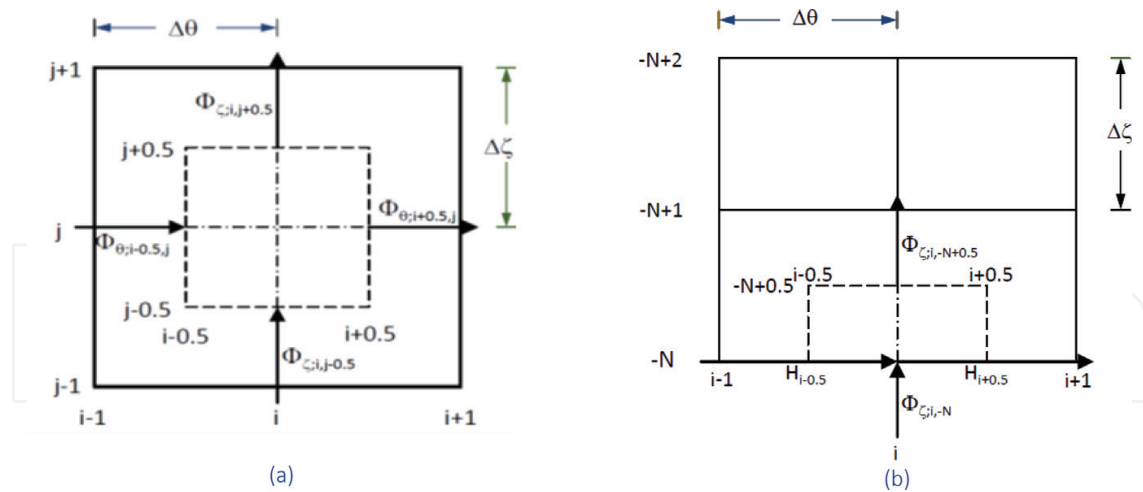 Δθ
j+1
Φζ;i,j+0.5
Δζ
j+0.5
Φθ;i+0.5,j
j
Φθ;i-0.5,j
j-0.5
i-0.5
i+0.5
Φζ;i,j-0.5
j-1
i-1
i
i+1
(a)
Δθ
-N+2
Δζ
-N+1
Φζ;i,-N+0.5
i-0.5
i+0.5
-N+0.5
-N
i-1
Hi-0.5
Hi+0.5
i+1
Φζ;i,-N
i
(b)